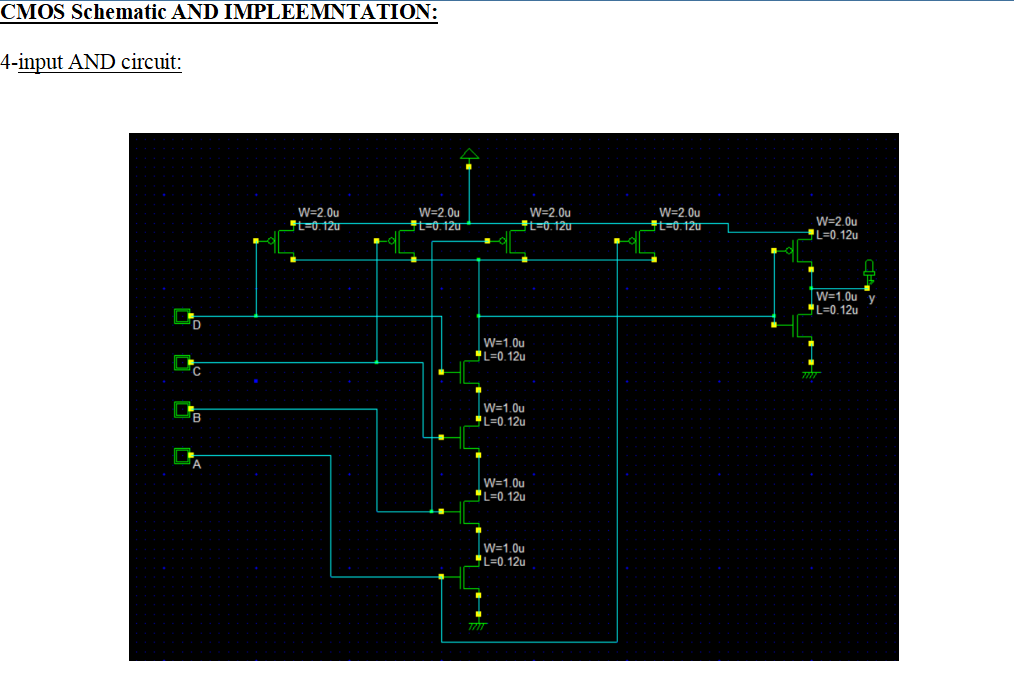 CMOS Schematic AND IMPLEEMNTATION:
4-input AND circuit:
W=2.0u W=2.0u W=2.0u W=2.0u
L=0.12u L=0.12u L=0.12u L=0.12u
W=2.0u
L=0.12u
W=1.0u y
L=0.12u
D
W=1.0u
L=0.12u
C
W=1.0u
L=0.12u
B
A
W=1.0u
L=0.12u
W=1.0u
L=0.12u